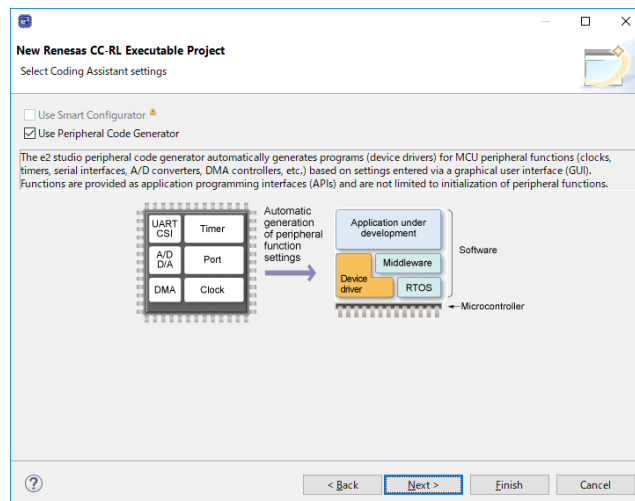 e²
New Renesas CC-RL Executable Project
Select Coding Assistant settings
Use Smart Configurator
Use Peripheral Code Generator
The e2 studio peripheral code generator automatically generates programs (device drivers) for MCU peripheral functions (clocks,
timers, serial interfaces, A/D converters, DMA controllers, etc.) based on settings entered via a graphical user interface (GUI).
Functions are provided as application programming interfaces (APIs) and are not limited to initialization of peripheral functions.
UART
CSI
Timer
A/D
D/A
Port
DMA
Clock
Automatic
generation
of peripheral
function
settings
Application under
development
Middleware
Device
driver
RTOS
Software
Microcontroller
?
< Back
Next >
Finish
Cancel